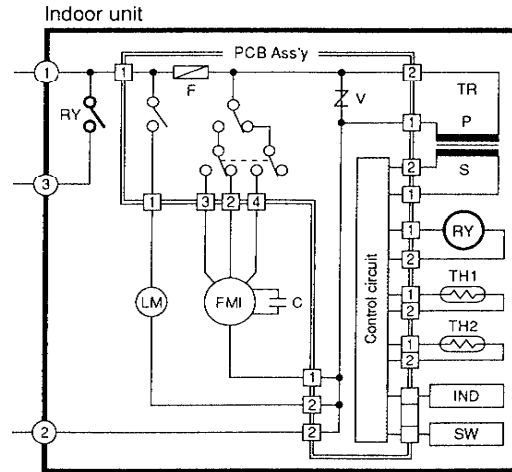 Indoor unit
PCB Ass'y
1 1 F 2 TR
RY V
1 P
3
2 S
1
1 3 2 4
1 RY
2
Control circuit
TH1
1
LM FMI C 2
TH2
1
2
1
2 IND
2 2 SW